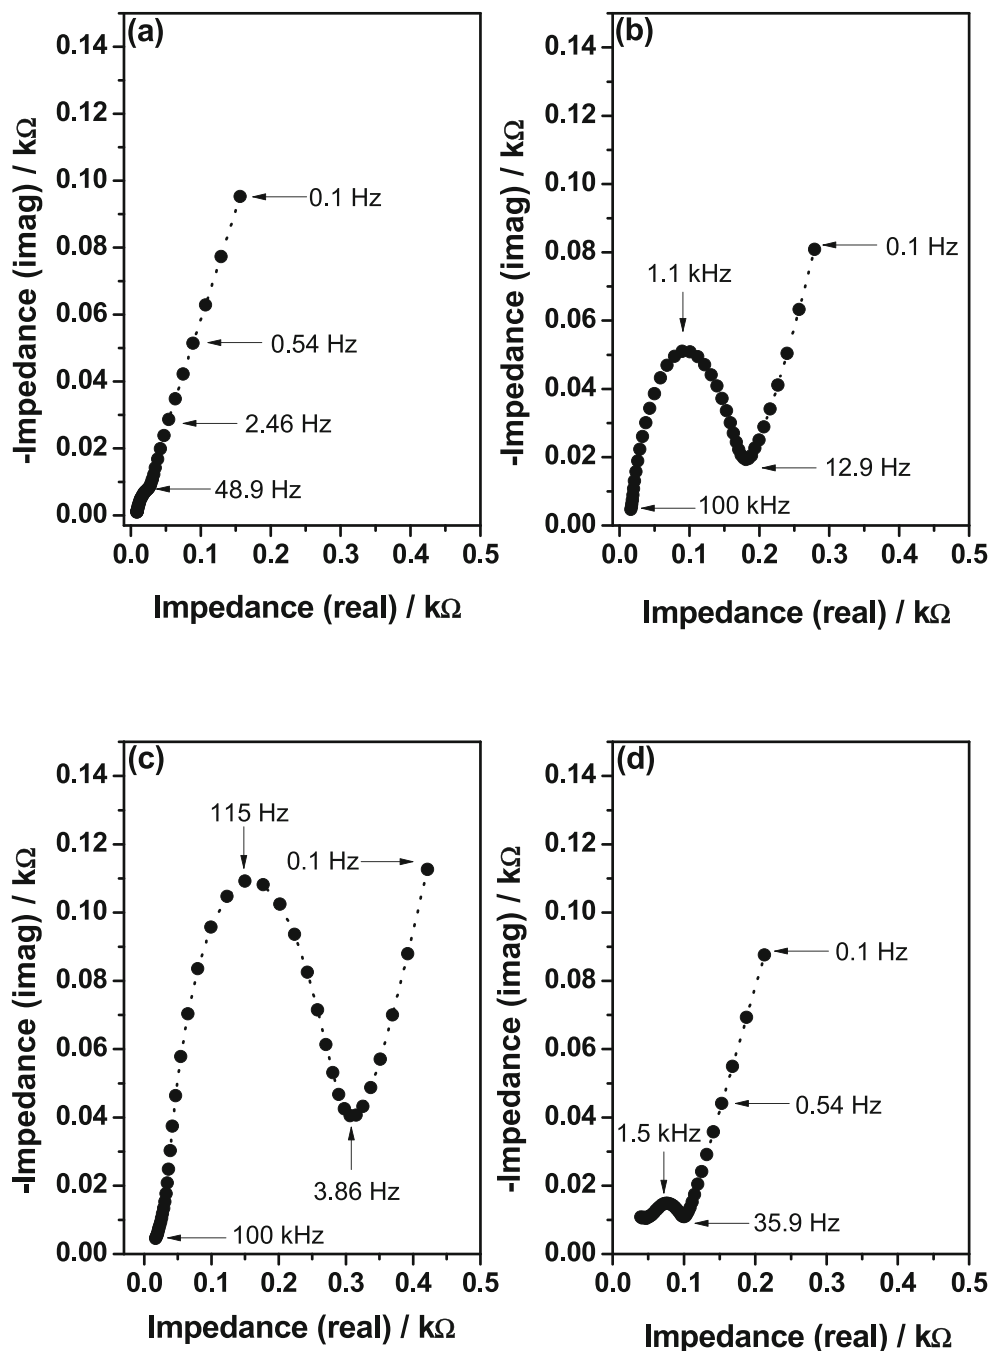 (a)
0.14
0.12
0.10
0.08
0.06
0.04
0.02
0.00
-Impedance (imag) / kΩ
0.1 Hz
0.54 Hz
2.46 Hz
48.9 Hz
0.0 0.1 0.2 0.3 0.4 0.5
Impedance (real) / kΩ
(b)
0.14
0.12
0.10
0.08
0.06
0.04
0.02
0.00
-Impedance (imag) / kΩ
1.1 kHz
0.1 Hz
12.9 Hz
100 kHz
0.0 0.1 0.2 0.3 0.4 0.5
Impedance (real) / kΩ
(c)
0.14
0.12
0.10
0.08
0.06
0.04
0.02
0.00
-Impedance (imag) / kΩ
115 Hz
0.1 Hz
3.86 Hz
100 kHz
0.0 0.1 0.2 0.3 0.4 0.5
Impedance (real) / kΩ
(d)
0.14
0.12
0.10
0.08
0.06
0.04
0.02
0.00
-Impedance (imag) / kΩ
0.1 Hz
0.54 Hz
1.5 kHz
35.9 Hz
0.0 0.1 0.2 0.3 0.4 0.5
Impedance (real) / kΩ